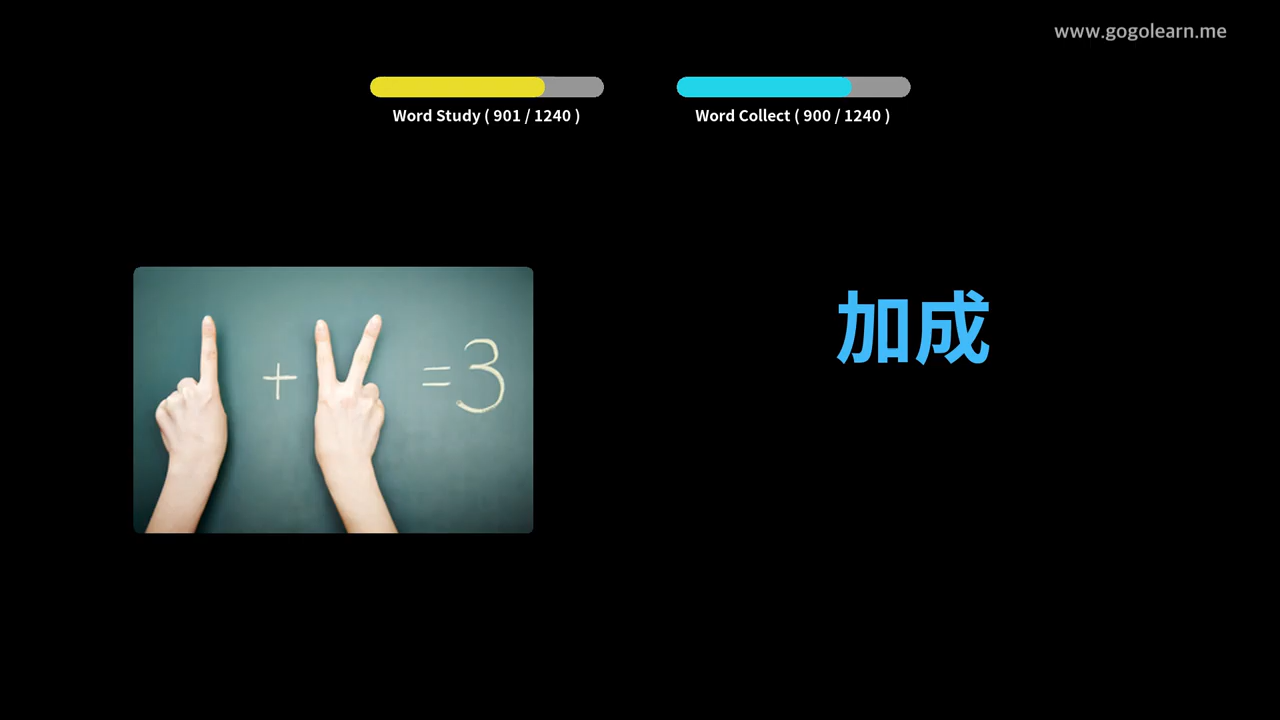 www.gogolearn.me
Word Study ( 901 / 1240 )
Word Collect ( 900 / 1240 )
+ =3
加成